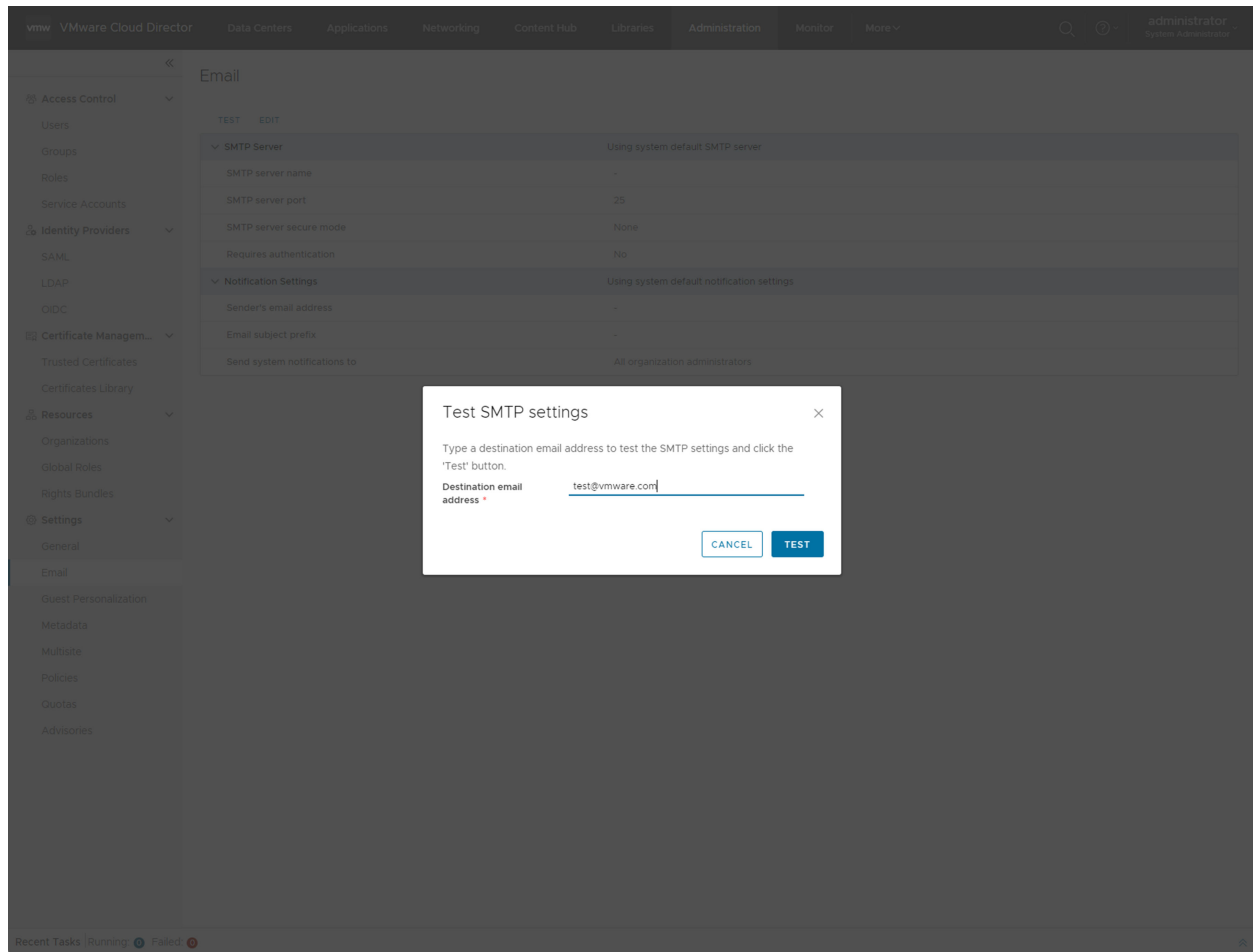 vmw VMware Cloud Director Data Centers Applications Networking Content Hub Libraries Administration Monitor More administrator
System Administrator
Email
Access Control
Users
Groups
Roles
Service Accounts
Identity Providers
SAML
LDAP
OIDC
Certificate Managem...
Trusted Certificates
Certificates Library
Resources
Organizations
Global Roles
Rights Bundles
Settings
General
Email
Guest Personalization
Metadata
Multisite
Policies
Quotas
Advisories
TEST EDIT
SMTP Server Using system default SMTP server
SMTP server name -
SMTP server port 25
SMTP server secure mode None
Requires authentication No
Notification Settings Using system default notification settings
Sender's email address -
Email subject prefix -
Send system notifications to All organization administrators
Test SMTP settings
Type a destination email address to test the SMTP settings and click the
'Test' button.
Destination email test@vmware.com
address *
CANCEL TEST
Recent Tasks Running: 0 Failed: 0